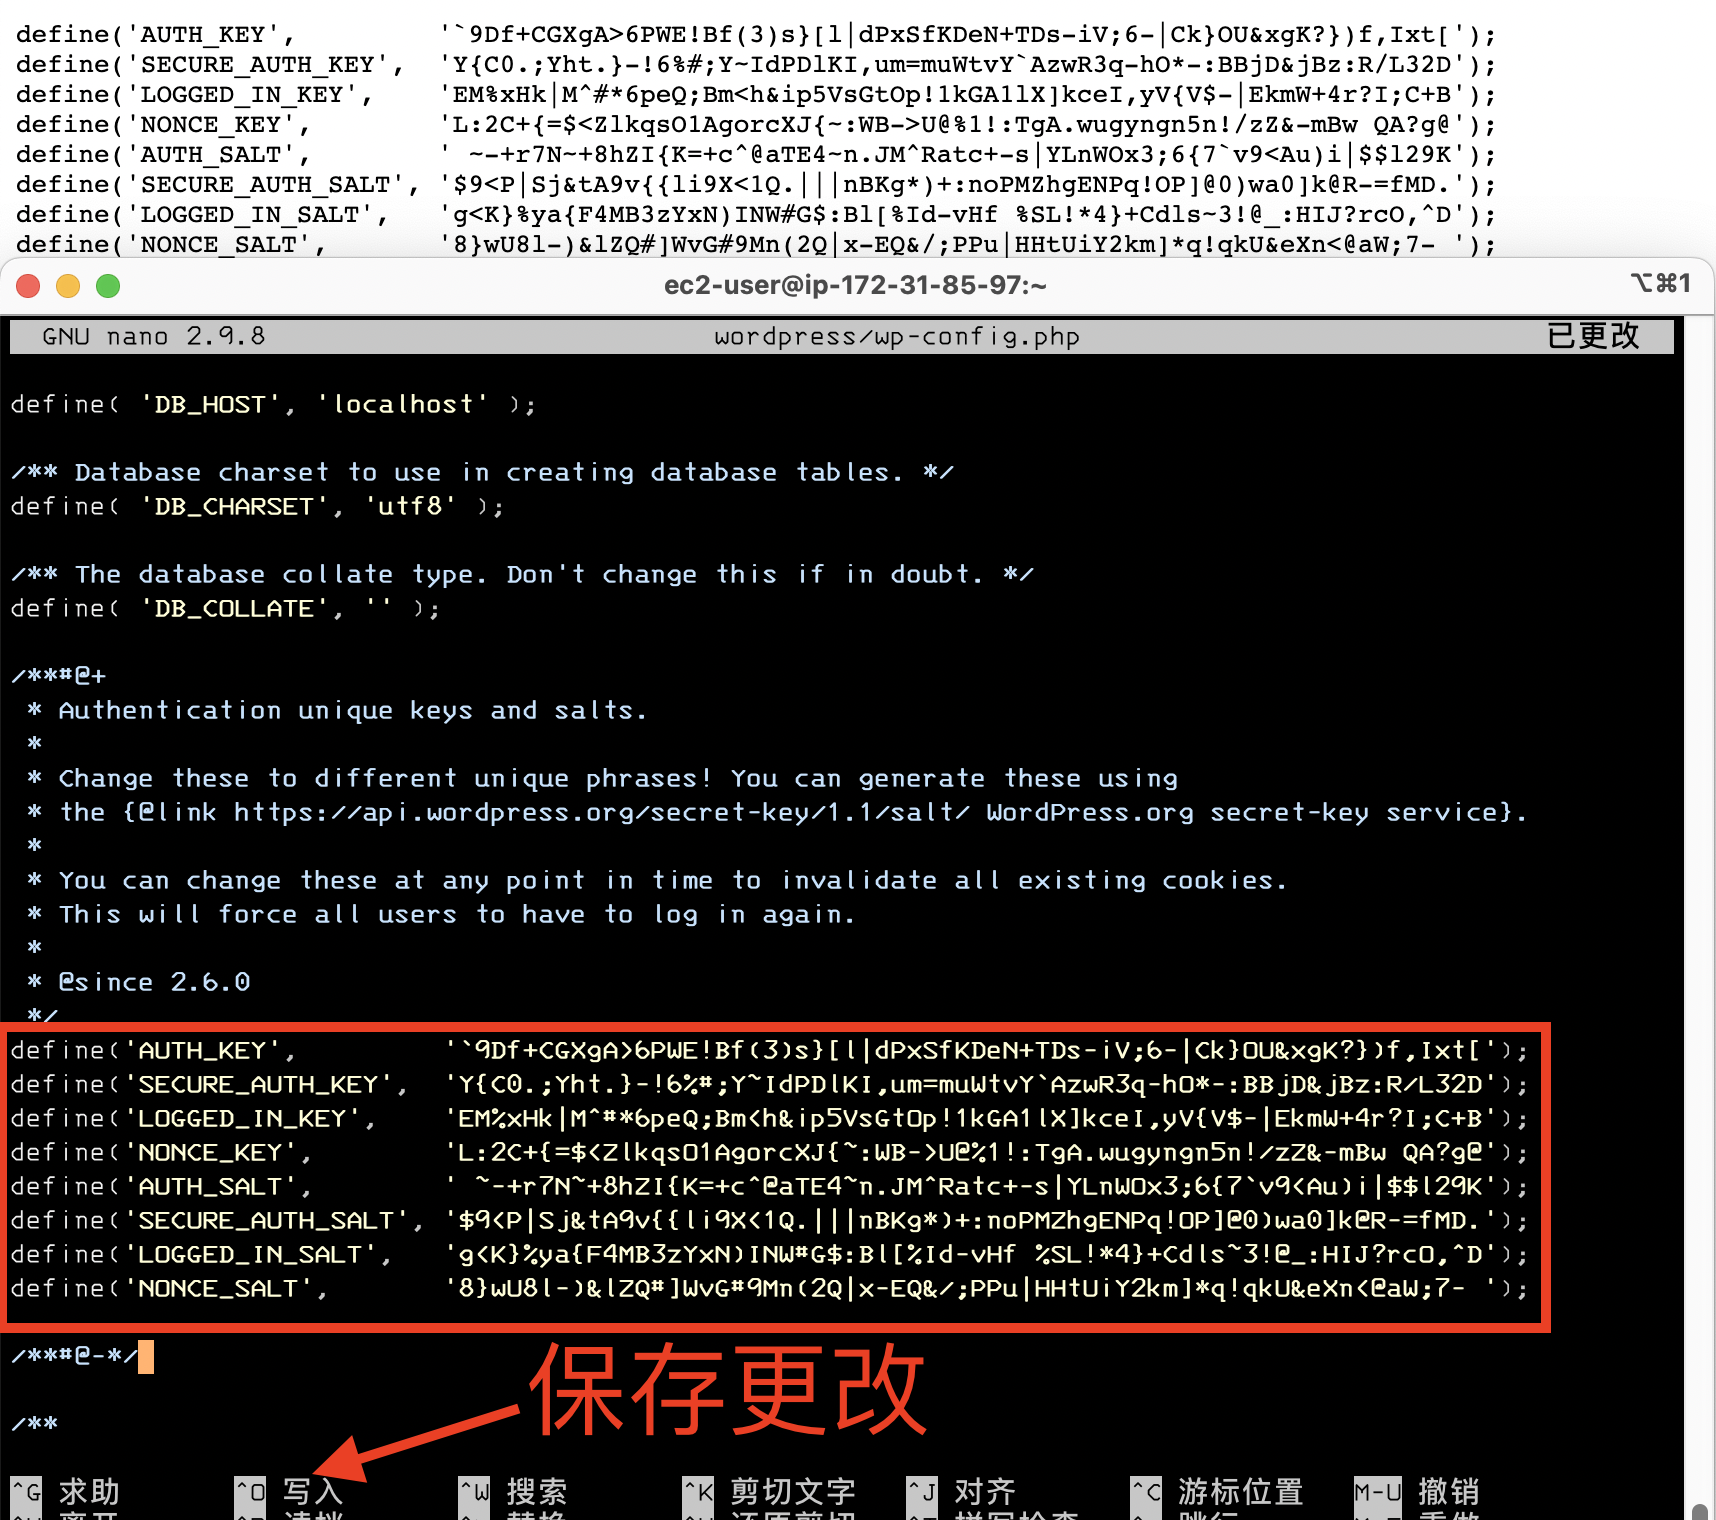 define('AUTH_KEY',         '`9Df+CGXgA>6PWE!Bf(3)s}[l|dPxSfKDeN+TDs-iV;6-|Ck}OU&xgK?})f,Ixt[');
define('SECURE_AUTH_KEY',  'Y{C0.;Yht.}-!6%#;Y~IdPDlKI,um=muWtvY`AzwR3q-hO*-:BBjD&jBz:R/L32D');
define('LOGGED_IN_KEY',    'EM%xHk|M^#*6peQ;Bm<h&ip5VsGtOp!1kGA1lX]kceI,yV{V$-|EkmW+4r?I;C+B');
define('NONCE_KEY',        'L:2C+{=$<ZlkqsO1AgorcXJ{~:WB->U@%1!:TgA.wugyngn5n!/zZ&-mBw QA?g@');
define('AUTH_SALT',        ' ~-+r7N~+8hZI{K=+c^@aTE4~n.JM^Ratc+-s|YLnWOx3;6{7`v9<Au)i|$$l29K');
define('SECURE_AUTH_SALT', '$9<P|Sj&tA9v{{li9X<1Q.|||nBKg*)+:noPMZhgENPq!OP]@0)wa0]k@R-=fMD.');
define('LOGGED_IN_SALT',   'g<K}%ya{F4MB3zYxN)INW#G$:Bl[%Id-vHf %SL!*4}+Cdls~3!@_:HIJ?rcO,^D');
define('NONCE_SALT',       '8}wU8l-)&lZQ#]WvG#9Mn(2Q|x-EQ&/;PPu|HHtUiY2km]*q!qkU&eXn<@aW;7- ');
ec2-user@ip-172-31-85-97:~ ⌥⌘1
GNU nano 2.9.8 wordpress/wp-config.php 已更改
define( 'DB_HOST', 'localhost' );
/** Database charset to use in creating database tables. */
define( 'DB_CHARSET', 'utf8' );
/** The database collate type. Don't change this if in doubt. */
define( 'DB_COLLATE', '' );
/**#@+
 * Authentication unique keys and salts.
 *
 * Change these to different unique phrases! You can generate these using
 * the {@link https://api.wordpress.org/secret-key/1.1/salt/ WordPress.org secret-key service}.
 *
 * You can change these at any point in time to invalidate all existing cookies.
 * This will force all users to have to log in again.
 *
 * @since 2.6.0
 */
define('AUTH_KEY',         '`9Df+CGXgA>6PWE!Bf(3)s}[l|dPxSfKDeN+TDs-iV;6-|Ck}OU&xgK?})f,Ixt[');
define('SECURE_AUTH_KEY',  'Y{C0.;Yht.}-!6%#;Y~IdPDlKI,um=muWtvY`AzwR3q-hO*-:BBjD&jBz:R/L32D');
define('LOGGED_IN_KEY',    'EM%xHk|M^#*6peQ;Bm<h&ip5VsGtOp!1kGA1lX]kceI,yV{V$-|EkmW+4r?I;C+B');
define('NONCE_KEY',        'L:2C+{=$<ZlkqsO1AgorcXJ{~:WB->U@%1!:TgA.wugyngn5n!/zZ&-mBw QA?g@');
define('AUTH_SALT',        ' ~-+r7N~+8hZI{K=+c^@aTE4~n.JM^Ratc+-s|YLnWOx3;6{7`v9<Au)i|$$l29K');
define('SECURE_AUTH_SALT', '$9<P|Sj&tA9v{{li9X<1Q.|||nBKg*)+:noPMZhgENPq!OP]@0)wa0]k@R-=fMD.');
define('LOGGED_IN_SALT',   'g<K}%ya{F4MB3zYxN)INW#G$:Bl[%Id-vHf %SL!*4}+Cdls~3!@_:HIJ?rcO,^D');
define('NONCE_SALT',       '8}wU8l-)&lZQ#]WvG#9Mn(2Q|x-EQ&/;PPu|HHtUiY2km]*q!qkU&eXn<@aW;7- ');
/**#@-*/
保存更改
/**
^G 求助 ^O 写入 ^W 搜索 ^K 剪切文字 ^J 对齐 ^C 游标位置 M-U 撤销